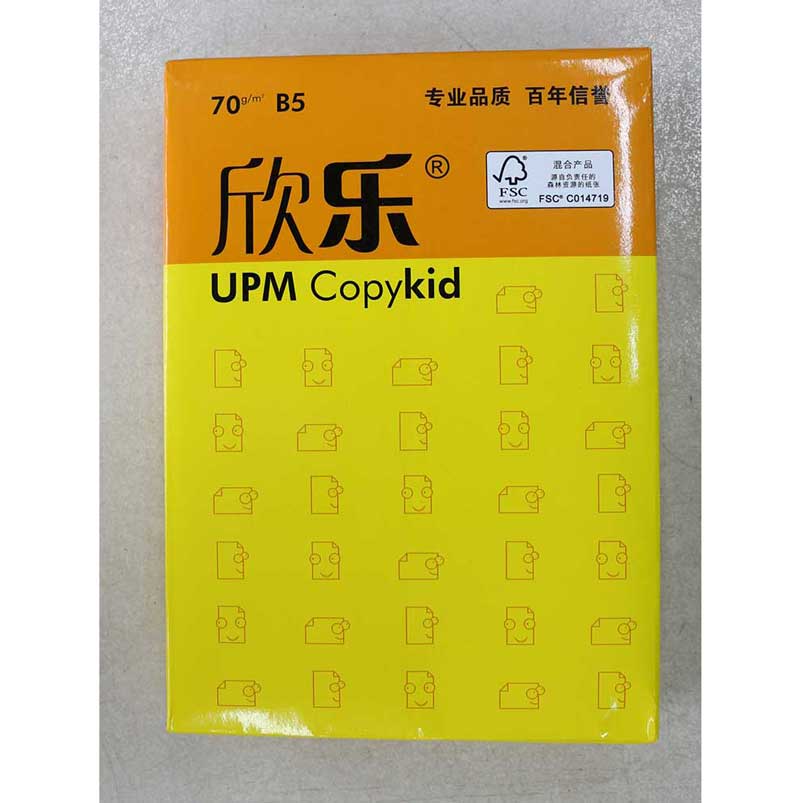 70g/m² B5
专业品质 百年信誉
欣乐®
FSC
www.fsc.org
混合产品
源自负责任的
森林资源的纸张
FSC® C014719
UPM Copykid